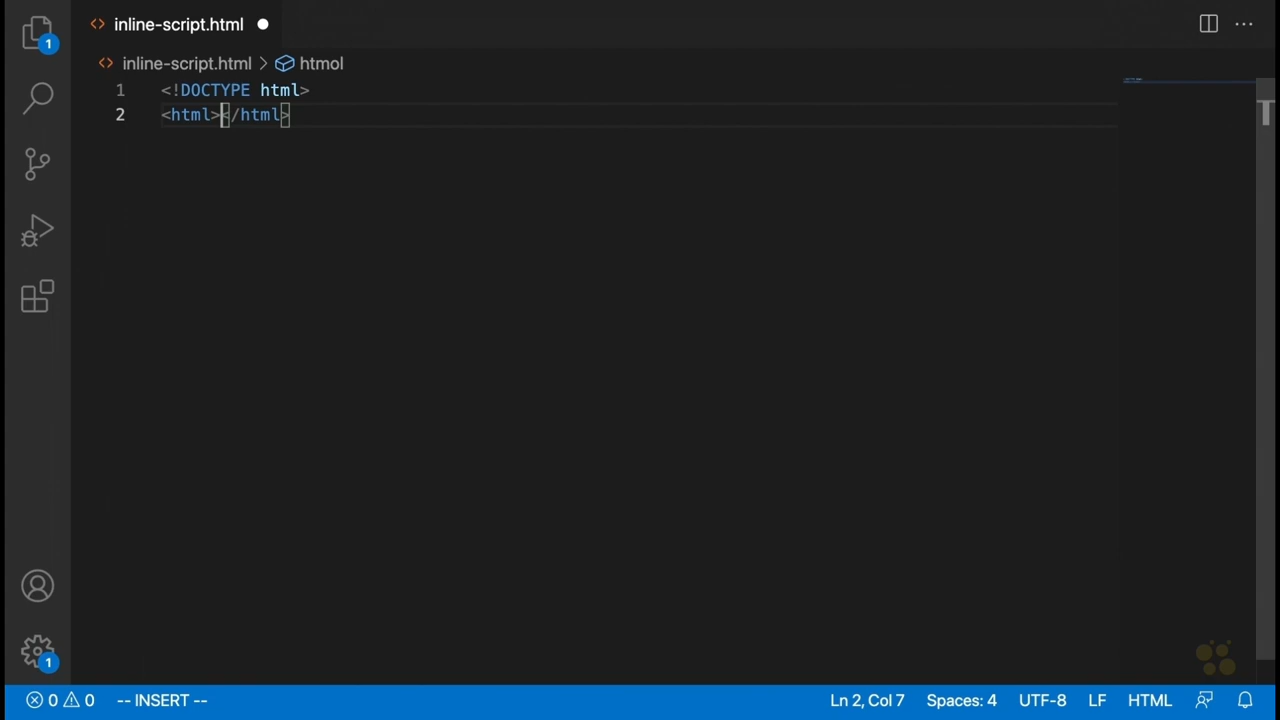 inline-script.html
inline-script.html > htmol
1 <!DOCTYPE html>
2 <html></html>
1
1
0 0 -- INSERT -- Ln 2, Col 7 Spaces: 4 UTF-8 LF HTML